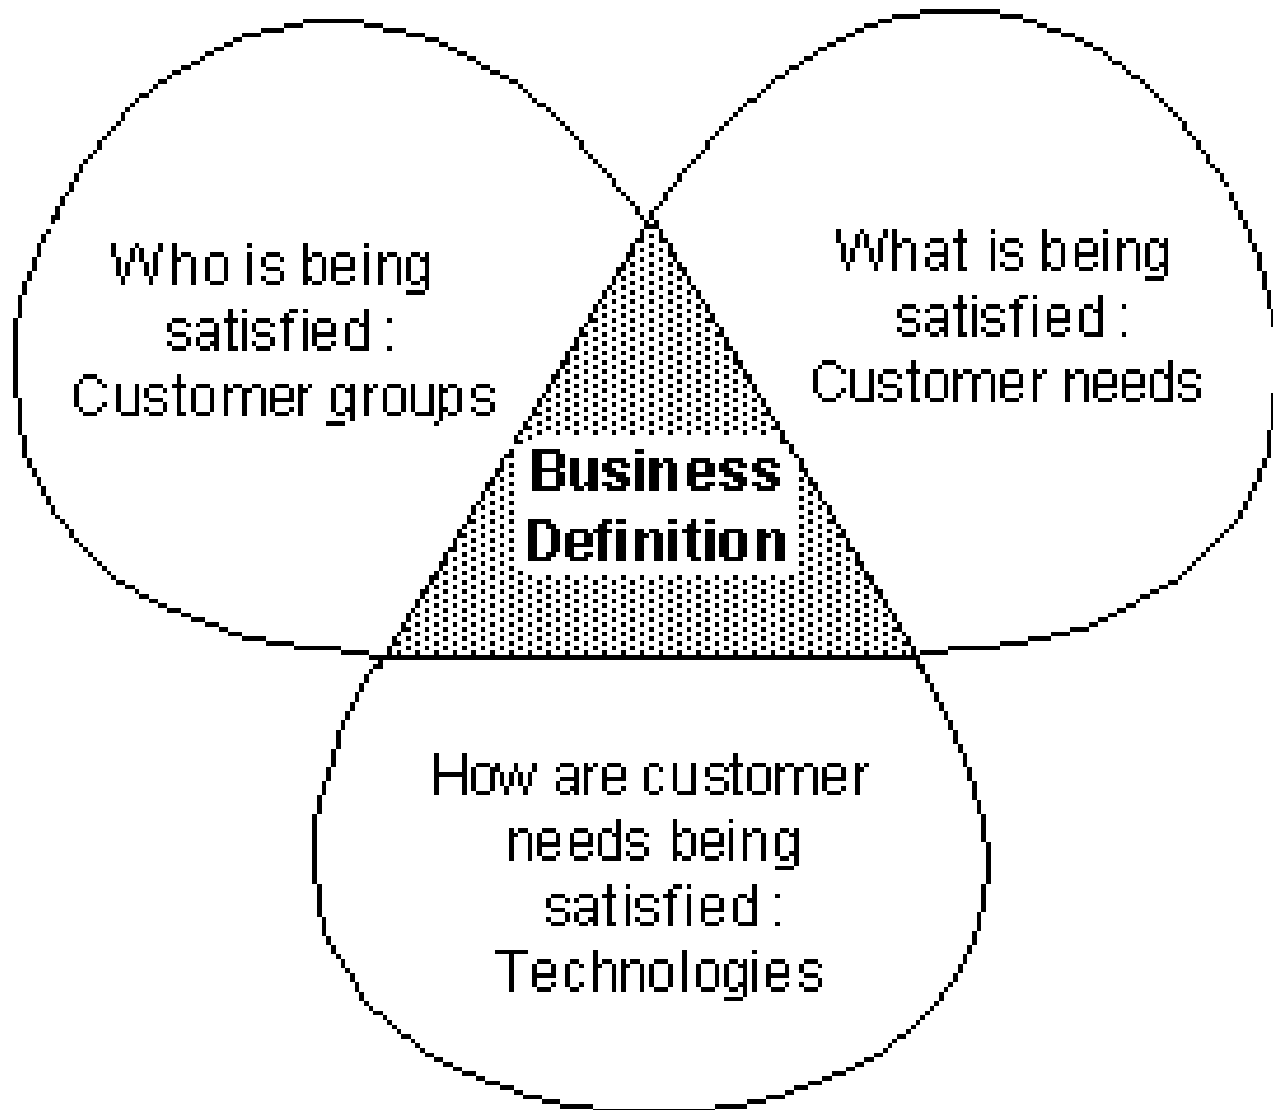 Who is being
satisfied :
Customer groups
What is being
satisfied :
Customer needs
Business
Definition
How are customer
needs being
satisfied :
Technologies